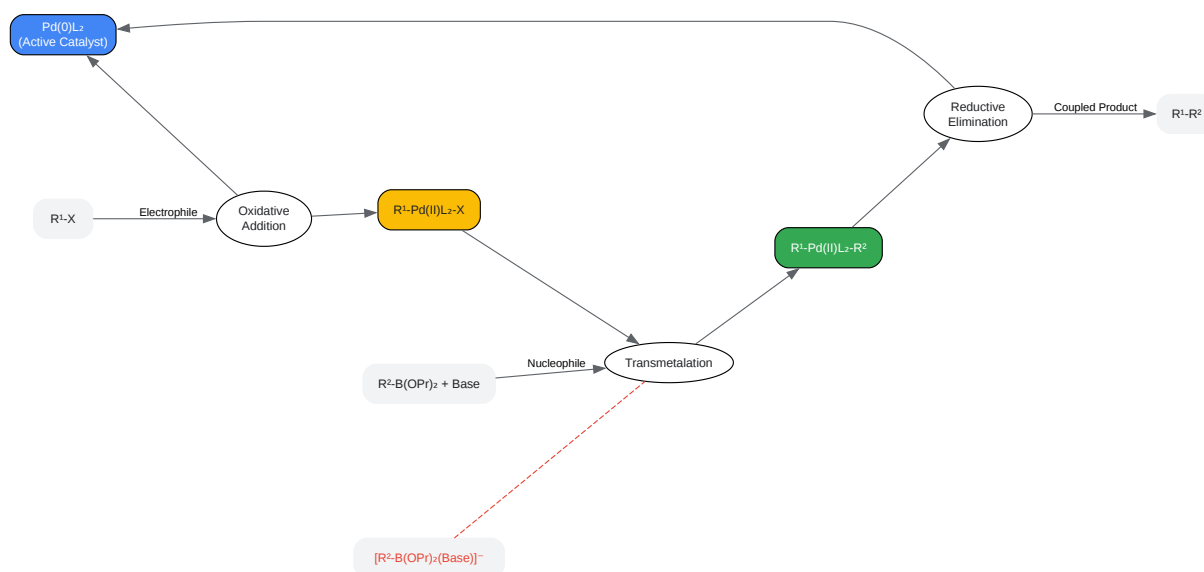 Pd(0)L₂
(Active Catalyst)
Reductive
Elimination
Coupled Product
R¹-R²
R¹-X
Electrophile
Oxidative
Addition
R¹-Pd(II)L₂-X
R¹-Pd(II)L₂-R²
R²-B(OPr)₂ + Base
Nucleophile
Transmetalation
[R²-B(OPr)₂(Base)]⁻